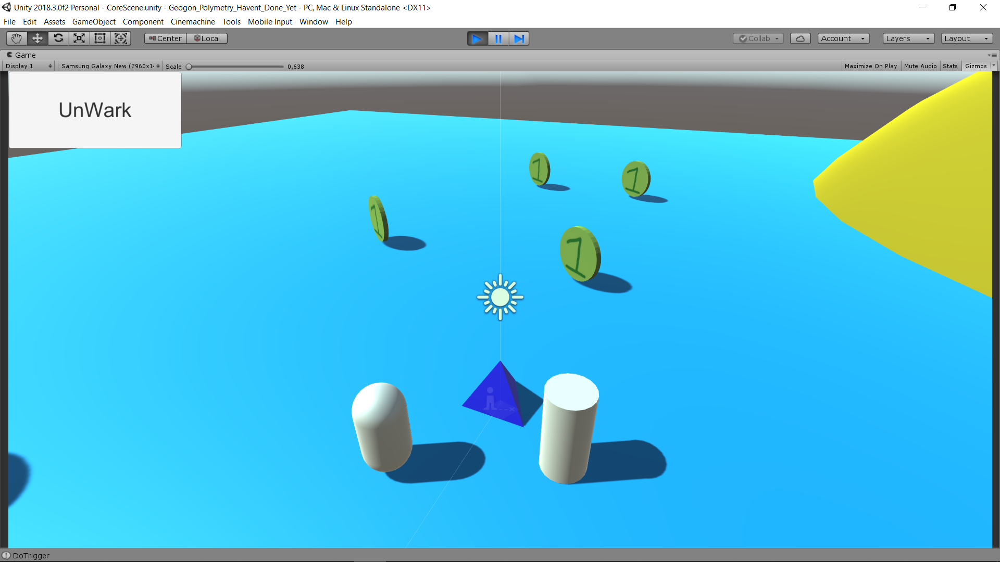 Unity 2018.3.0f2 Personal - CoreScene.unity - Geogon_Polymetry_Havent_Done_Yet - PC, Mac & Linux Standalone <DX11>
File Edit Assets GameObject Component Cinemachine Tools Mobile Input Window Help
Center Local Collab Account Layers Layout
Game
Display 1 Samsung Galaxy New (2960x1 Scale 0,638 Maximize On Play Mute Audio Stats Gizmos
UnWark
1
1
1
1
DoTrigger